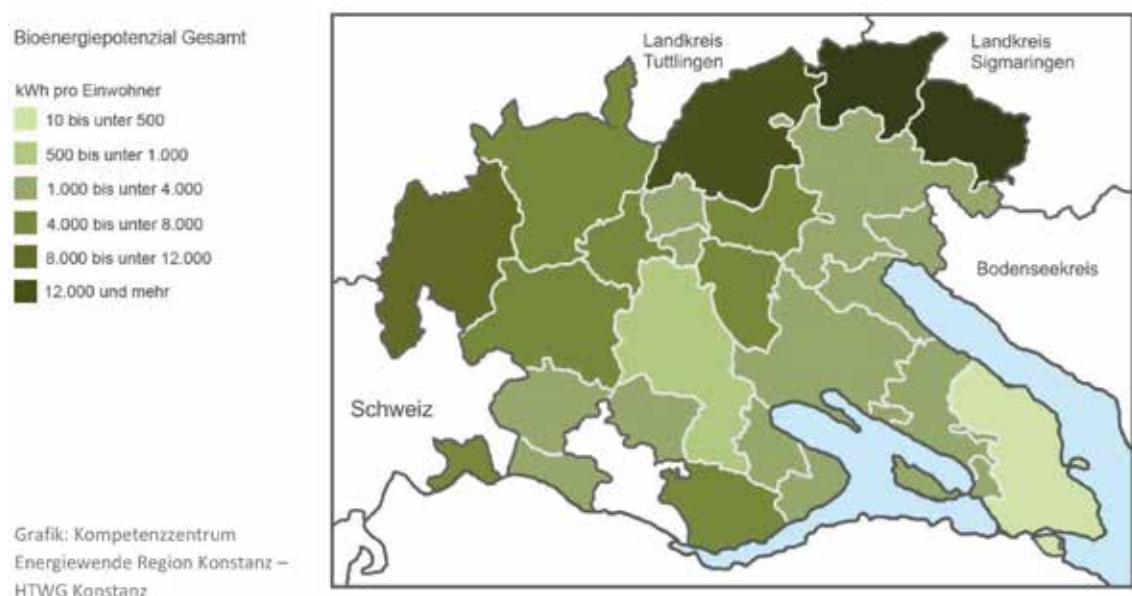 Bioenergiepotenzial Gesamt
kWh pro Einwohner
10 bis unter 500
500 bis unter 1.000
1.000 bis unter 4.000
4.000 bis unter 8.000
8.000 bis unter 12.000
12.000 und mehr
Landkreis
Tuttlingen
Landkreis
Sigmaringen
Bodenseekreis
Schweiz
Grafik: Kompetenzzentrum
Energiewende Region Konstanz –
HTWG Konstanz